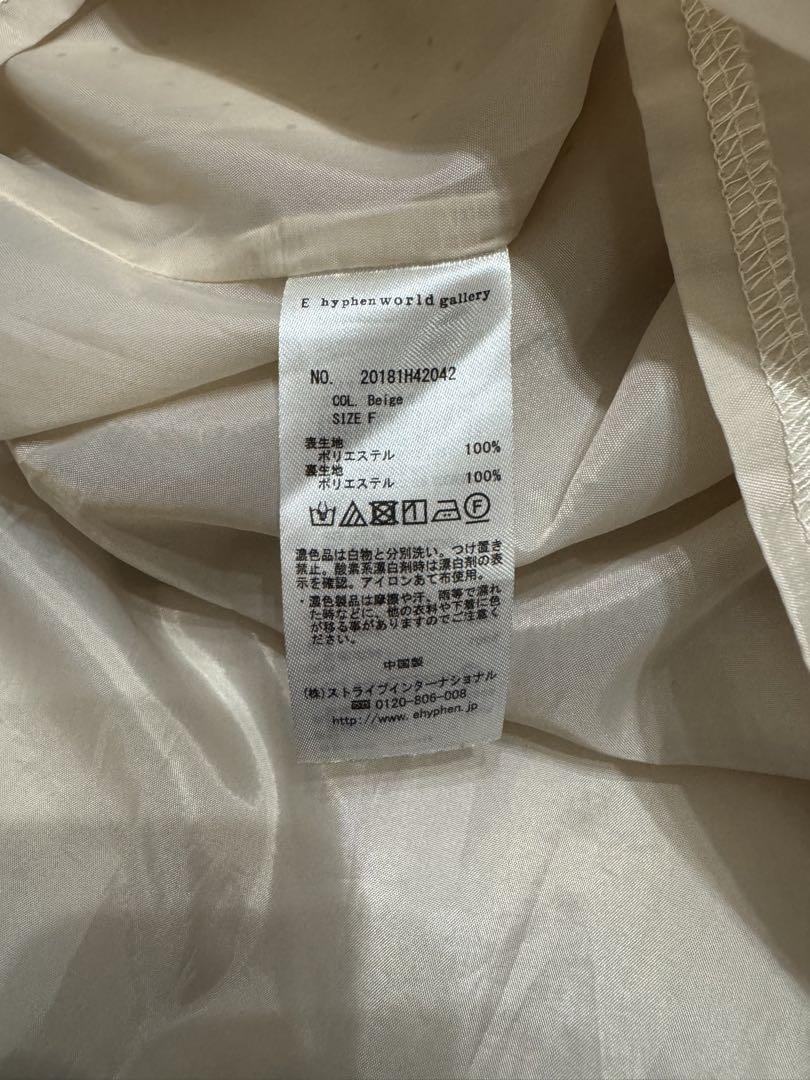 E hyphen world gallery
NO. 20181H42042
COL. Beige
SIZE F
表生地
ポリエステル 100%
裏生地
ポリエステル 100%
濃色品は白物と分別洗い。つけ置き
禁止。酸素系漂白剤時は漂白剤の表
示を確認。アイロンあて布使用。
・濃色製品は摩擦や汗、雨等で濡れ
た時などに、他の衣料や下着に色
が移る事がありますのでご注意く
ださい。
中国製
(株)ストライプインターナショナル
0120-806-008
http://www.ehyphen.jp